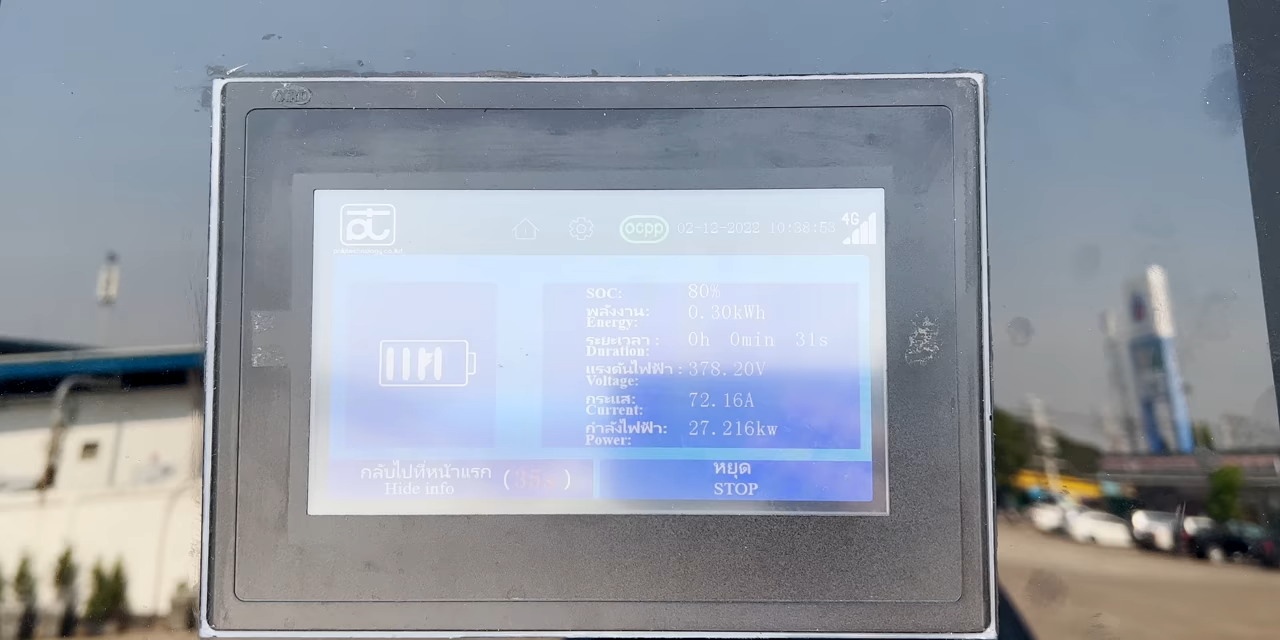 ocpp 02-12-2022 10:38:53 4G
SOC: 80%
พลังงาน: 0.30kWh
Energy:
ระยะเวลา : 0h 0min 31s
Duration:
แรงดันไฟฟ้า : 378.20V
Voltage:
กระแส: 72.16A
Current:
กำลังไฟฟ้า: 27.216kw
Power:
กลับไปที่หน้าแรก (35s)
Hide info
หยุด
STOP